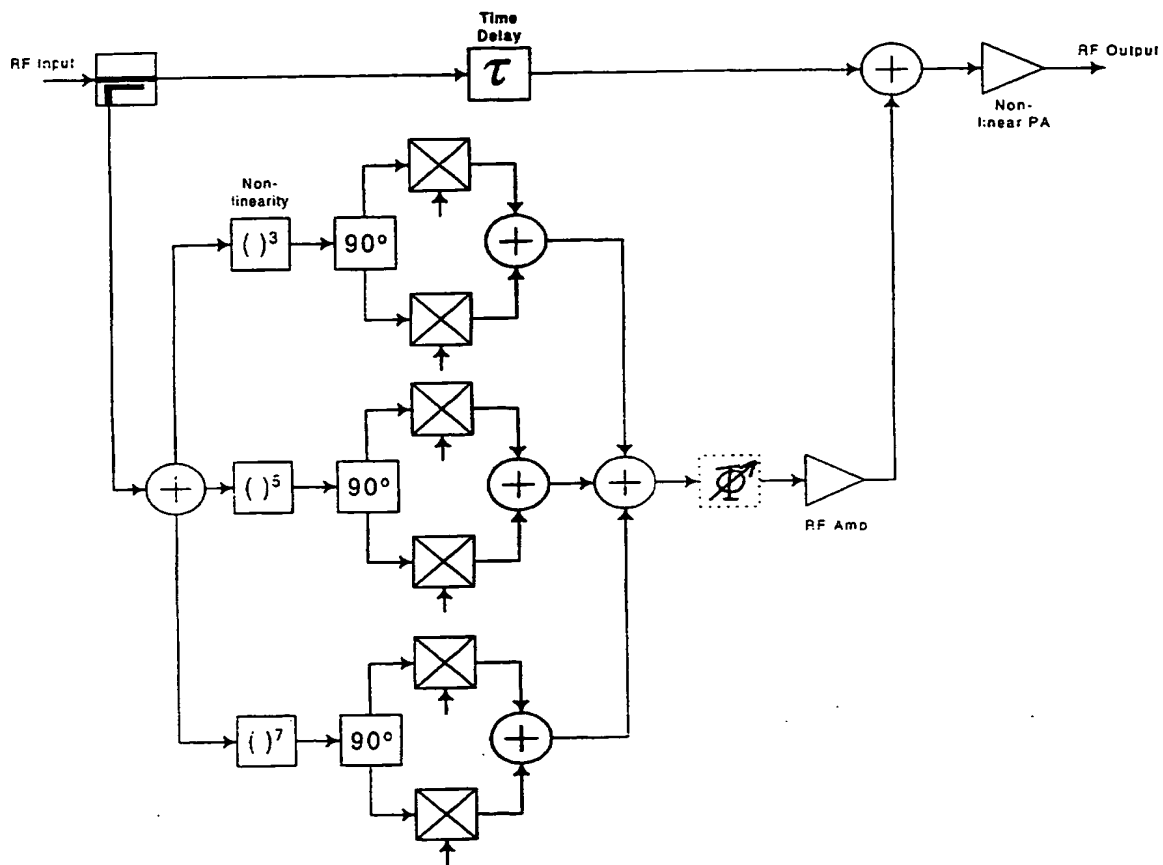 Time
Delay
RF Input
τ
+
RF Output
Non-
linear PA
Non-
linearity
( )³
90°
+
+
( )⁵
90°
+
+
Φ
RF Amp
( )⁷
90°
+